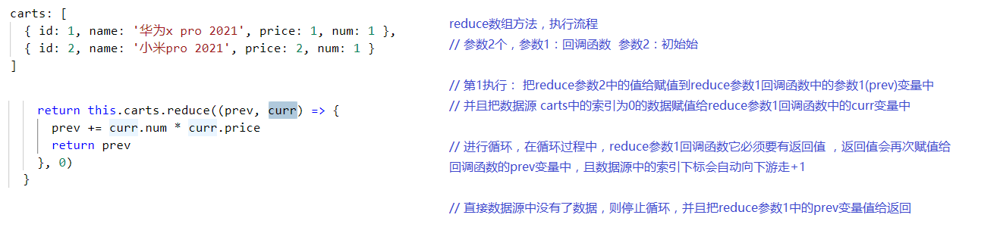 carts: [
{ id: 1, name: '华为x pro 2021', price: 1, num: 1 },
{ id: 2, name: '小米pro 2021', price: 2, num: 1 }
]
return this.carts.reduce((prev, curr) => {
prev += curr.num * curr.price
return prev
}, 0)
}
reduce数组方法，执行流程
// 参数2个，参数1：回调函数 参数2：初始始
// 第1执行： 把reduce参数2中的值给赋值到reduce参数1回调函数中的参数1(prev)变量中
// 并且把数据源 carts中的索引为0的数据赋值给reduce参数1回调函数中的curr变量中
// 进行循环，在循环过程中，reduce参数1回调函数它必须要有返回值 ，返回值会再次赋值给
回调函数的prev变量中，且数据源中的索引下标会自动向下游走+1
// 直接数据源中没有了数据，则停止循环，并且把reduce参数1中的prev变量值给返回